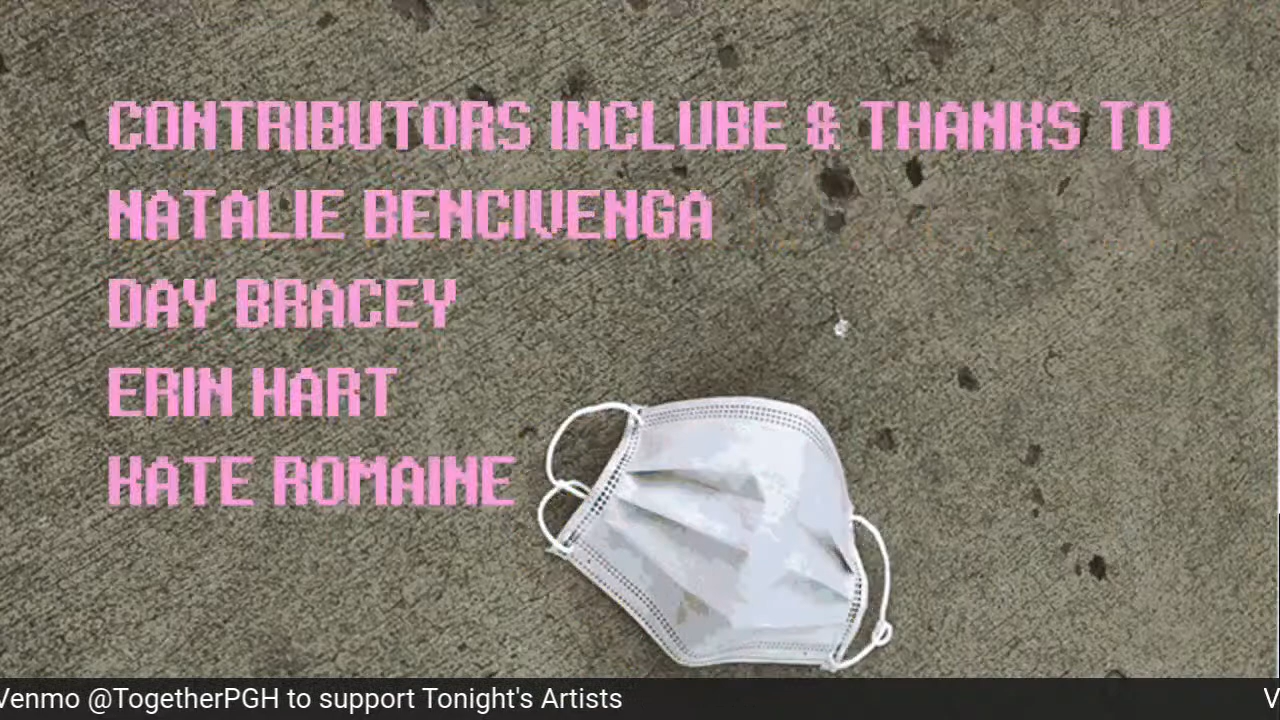 CONTRIBUTORS INCLUBE & THANKS TO
NATALIE BENCIVENGA
DAY BRACEY
ERIN HART
KATE ROMAINE
Venmo @TogetherPGH to support Tonight's Artists
V